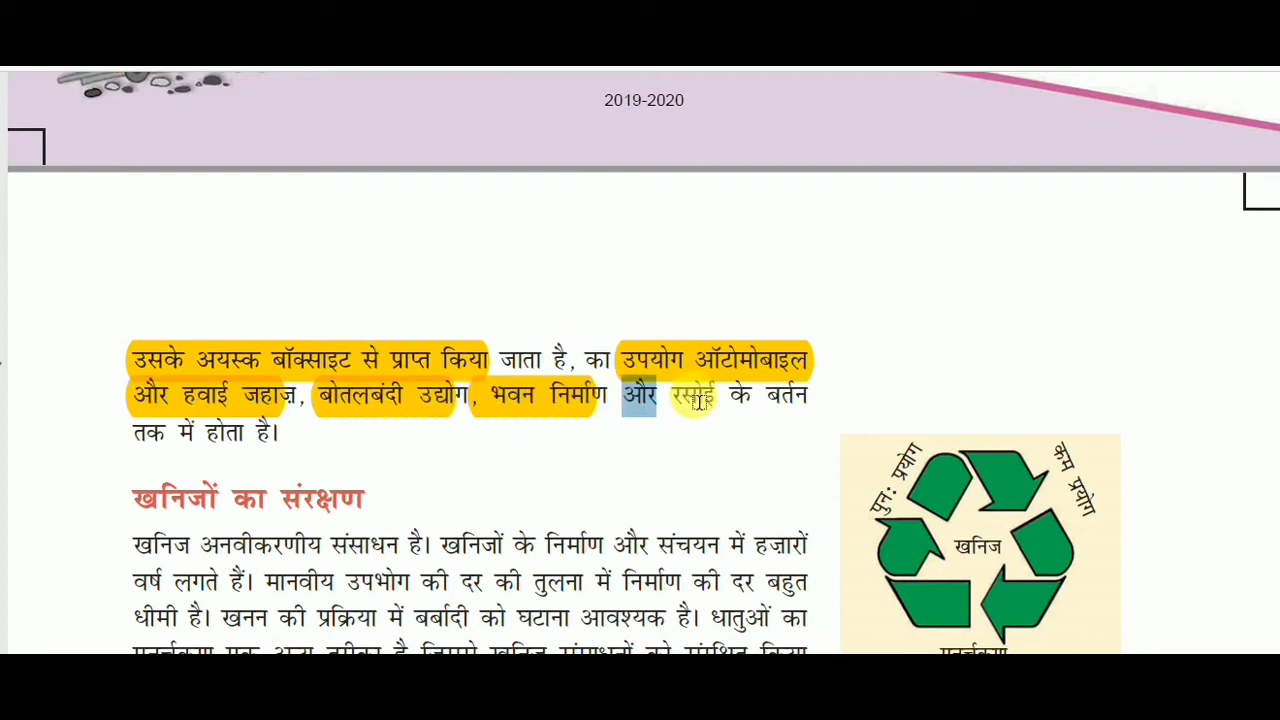 2019-2020
उसके अयस्क बॉक्साइट से प्राप्त किया जाता है, का उपयोग ऑटोमोबाइल
और हवाई जहाज़, बोतलबंदी उद्योग, भवन निर्माण और रसोई के बर्तन
तक में होता है।
खनिजों का संरक्षण
खनिज अनवीकरणीय संसाधन है। खनिजों के निर्माण और संचयन में हज़ारों
वर्ष लगते हैं। मानवीय उपभोग की दर की तुलना में निर्माण की दर बहुत
धीमी है। खनन की प्रक्रिया में बर्बादी को घटाना आवश्यक है। धातुओं का
पुनः प्रयोग
कम प्रयोग
खनिज